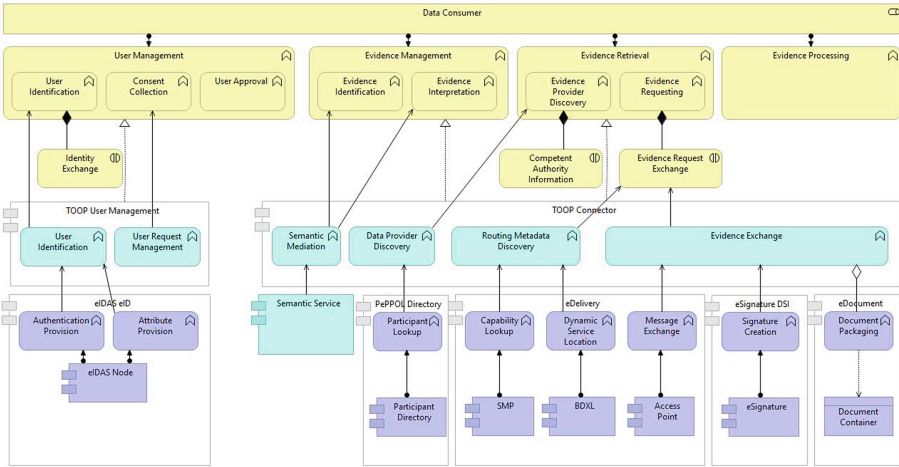 Data Consumer
User Management
Evidence Management
Evidence Retrieval
Evidence Processing
User
Identification
Consent
Collection
User Approval
Evidence
Identification
Evidence
Interpretation
Evidence
Provider
Discovery
Evidence
Requesting
Identity
Exchange
Competent
Authority
Information
Evidence Request
Exchange
TOOP User Management
TOOP Connector
User
Identification
User Request
Management
Semantic
Mediation
Data Provider
Discovery
Routing Metadata
Discovery
Evidence Exchange
eIDAS eID
Semantic Service
PePPOL Directory
eDelivery
eSignature DSI
eDocument
Authentication
Provision
Attribute
Provision
Participant
Lookup
Capability
Lookup
Dynamic
Service
Location
Message
Exchange
Signature
Creation
Document
Packaging
eIDAS Node
Participant
Directory
SMP
BDXL
Access
Point
eSignature
Document
Container